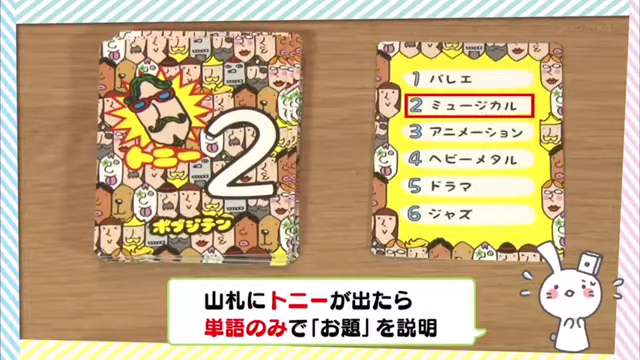 トニー
2
ボブジテン
1 バレエ
2 ミュージカル
3 アニメーション
4 ヘビーメタル
5 ドラマ
6 ジャズ
山札にトニーが出たら
単語のみで「お題」を説明